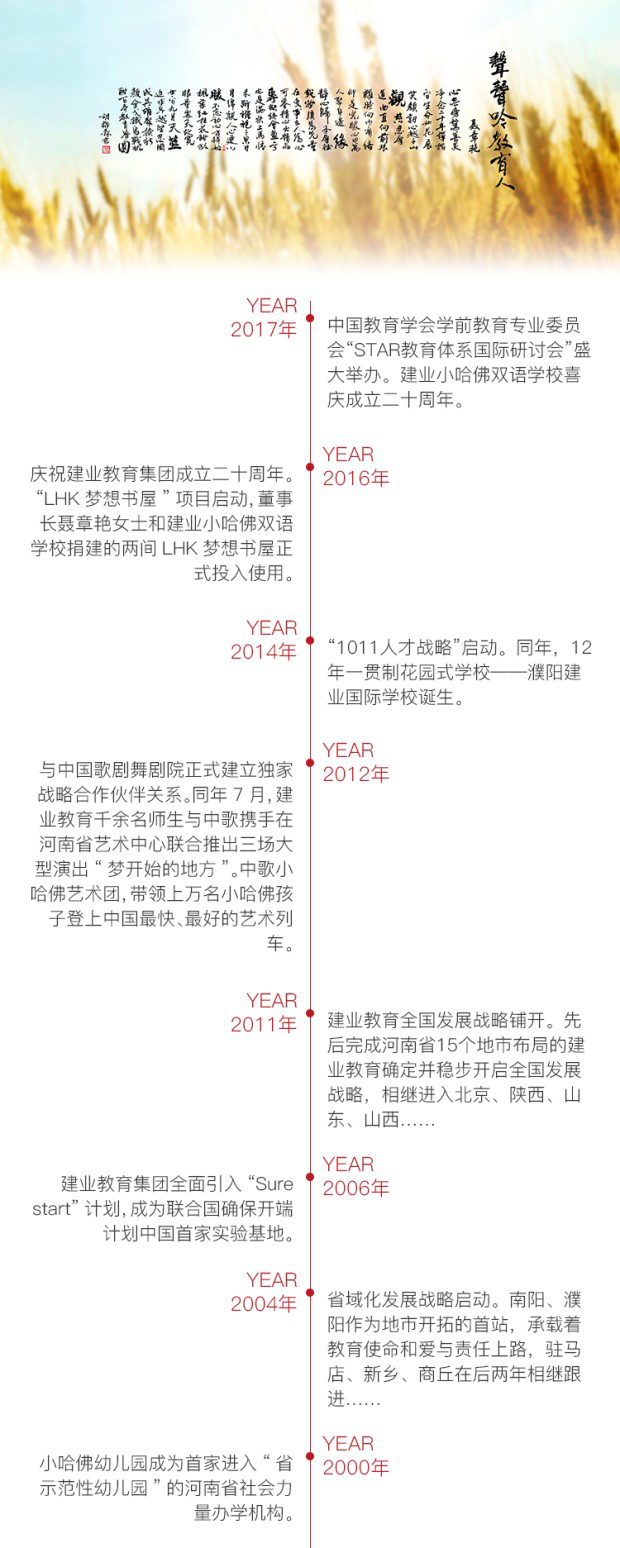 聲聲吟教育人
聂章艳
YEAR
2017年
中国教育学会学前教育专业委员
会“STAR教育体系国际研讨会”盛
大举办。建业小哈佛双语学校喜
庆成立二十周年。
YEAR
2016年
庆祝建业教育集团成立二十周年。
“LHK 梦想书屋 ” 项目启动,董事
长聂章艳女士和建业小哈佛双语
学校捐建的两间 LHK 梦想书屋正
式投入使用。
YEAR
2014年
“1011人才战略”启动。同年，12
年一贯制花园式学校——濮阳建
业国际学校诞生。
YEAR
2012年
与中国歌剧舞剧院正式建立独家
战略合作伙伴关系。同年 7 月,建
业教育千余名师生与中歌携手在
河南省艺术中心联合推出三场大
型演出 “ 梦开始的地方 ”。中歌小
哈佛艺术团,带领上万名小哈佛孩
子登上中国最快、最好的艺术列
车。
YEAR
2011年
建业教育全国发展战略铺开。先
后完成河南省15个地市布局的建
业教育确定并稳步开启全国发展
战略，相继进入北京、陕西、山
东、山西......
YEAR
2006年
建业教育集团全面引入 “Sure
start” 计划,成为联合国确保开端
计划中国首家实验基地。
YEAR
2004年
省域化发展战略启动。南阳、濮
阳作为地市开拓的首站，承载着
教育使命和爱与责任上路，驻马
店、新乡、商丘在后两年相继跟
进......
YEAR
2000年
小哈佛幼儿园成为首家进入 “ 省
示范性幼儿园 ” 的河南省社会力
量办学机构。